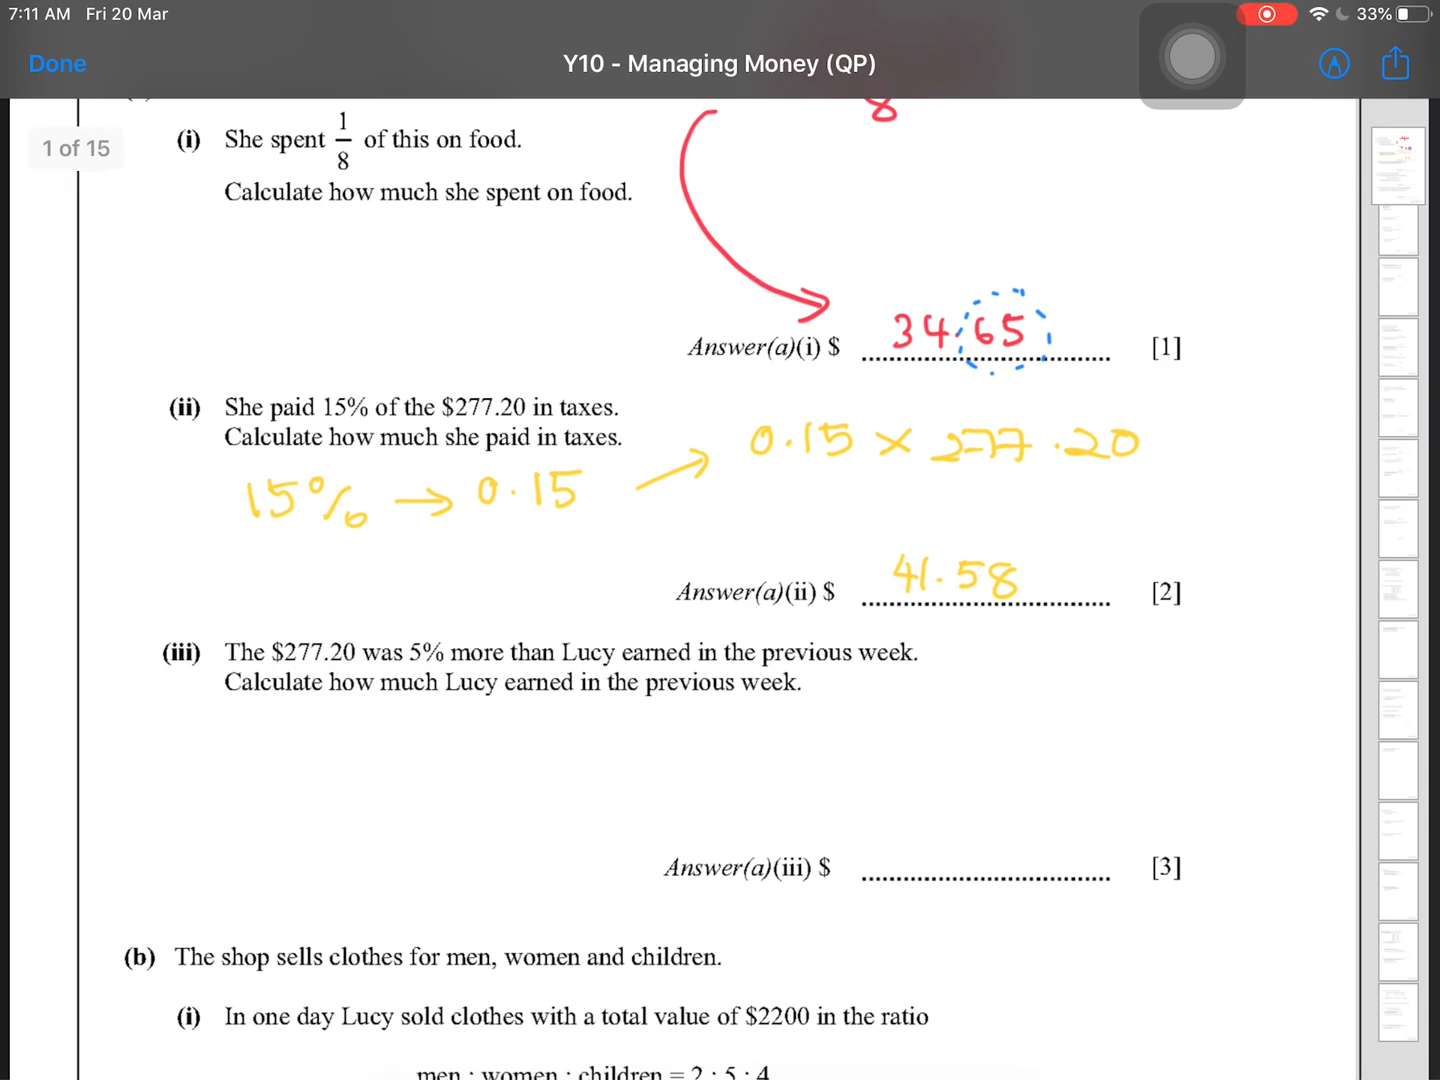 7:11 AM Fri 20 Mar
33%
Done
Y10 - Managing Money (QP)
8
1 of 15
(i) She spent 1/8 of this on food.
Calculate how much she spent on food.
34.65
Answer(a)(i) $ [1]
(ii) She paid 15% of the $277.20 in taxes.
Calculate how much she paid in taxes.
0.15 × 277.20
15% → 0.15
41.58
Answer(a)(ii) $ [2]
(iii) The $277.20 was 5% more than Lucy earned in the previous week.
Calculate how much Lucy earned in the previous week.
Answer(a)(iii) $ [3]
(b) The shop sells clothes for men, women and children.
(i) In one day Lucy sold clothes with a total value of $2200 in the ratio
men : women : children = 2 : 5 : 4